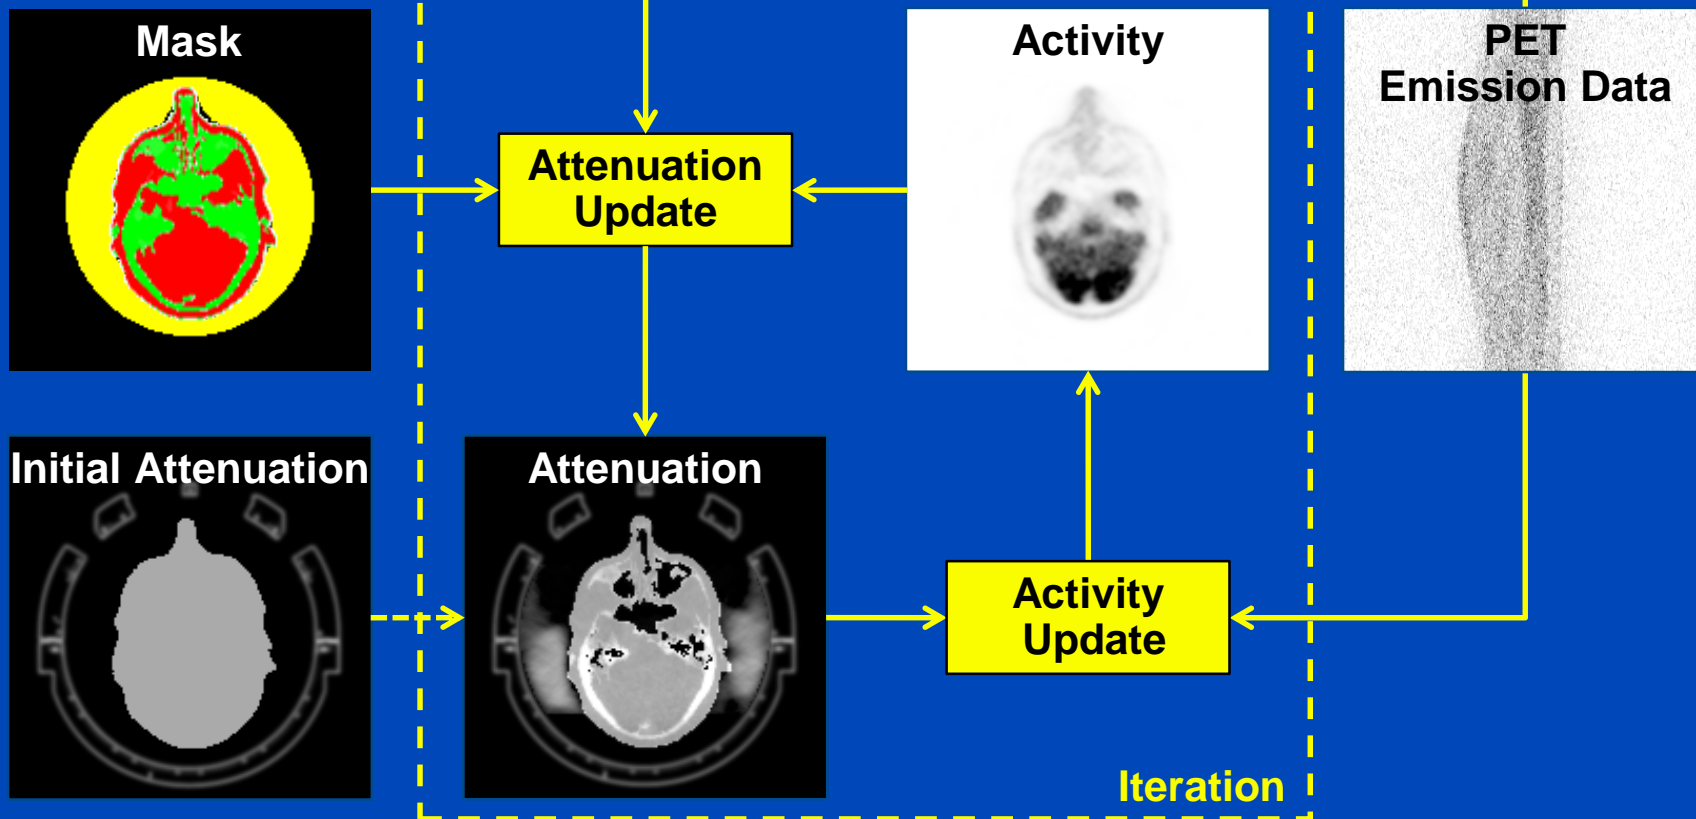 Mask
Attenuation
Update
Activity
PET
Emission Data
Initial Attenuation
Attenuation
Activity
Update
Iteration